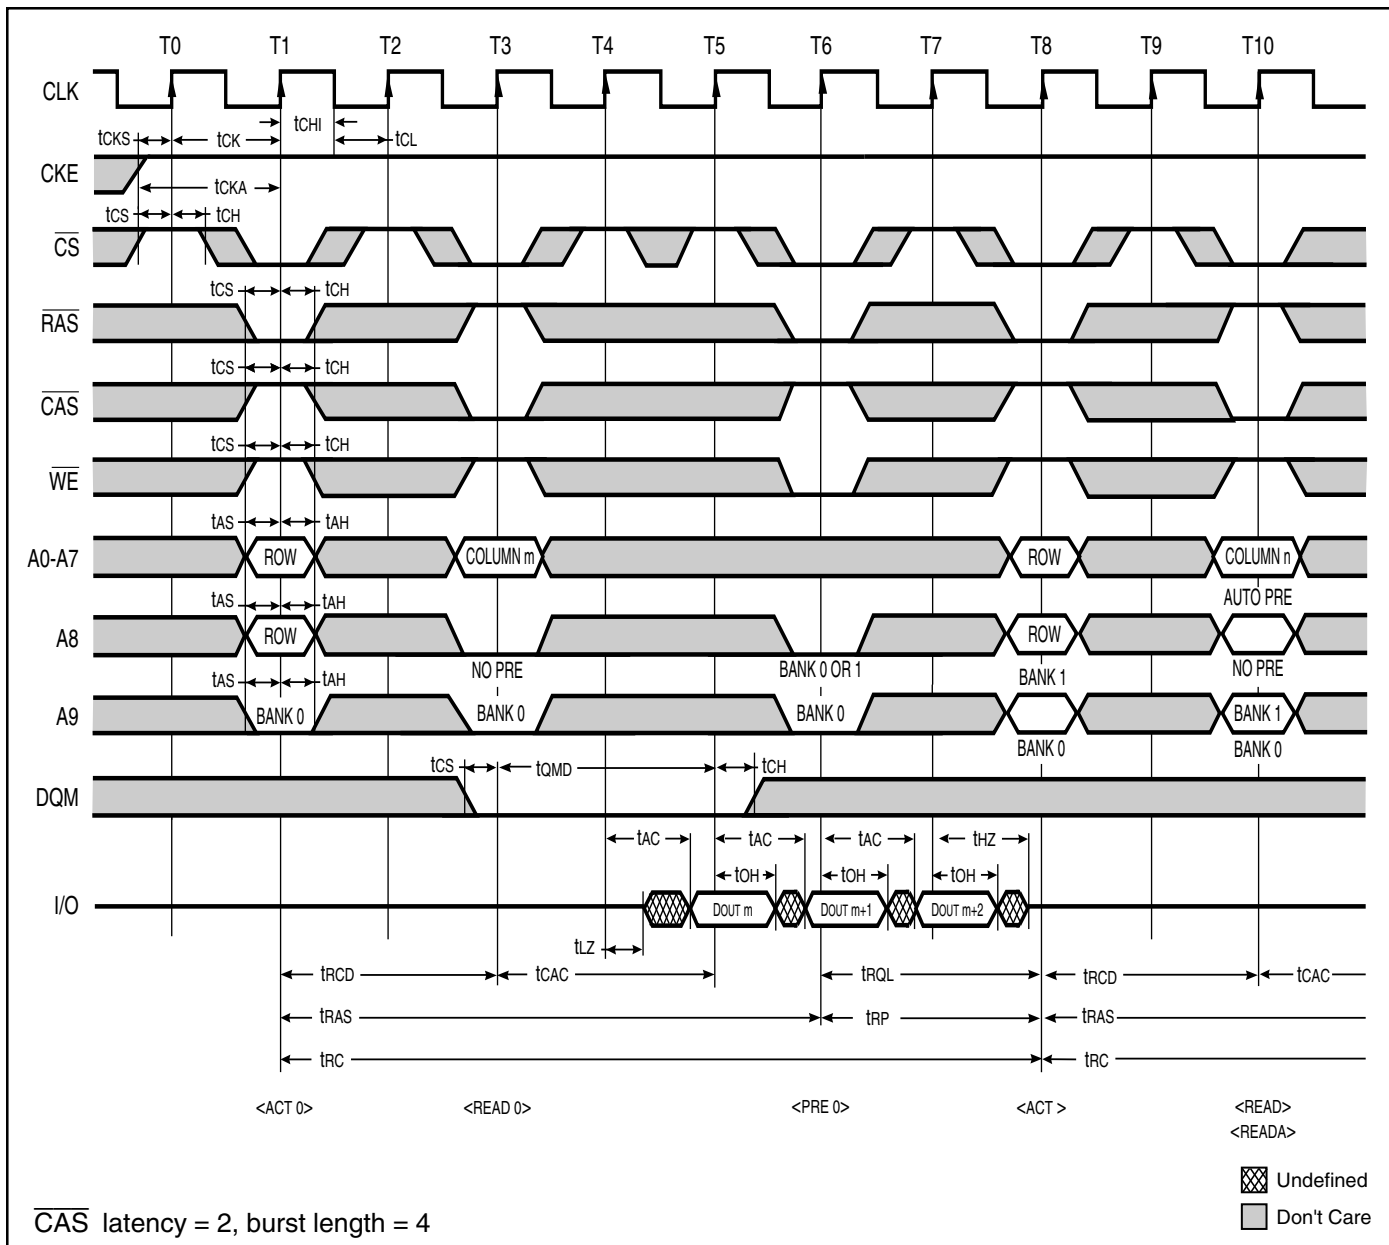 T0 T1 T2 T3 T4 T5 T6 T7 T8 T9 T10
CLK
tCHI
tCKS tCK tCL
CKE
tCKA
tCS tCH
CS
tCS tCH
RAS
tCS tCH
CAS
tCS tCH
WE
tAS tAH
A0-A7 ROW COLUMN m ROW COLUMN n
tAS tAH AUTO PRE
A8 ROW ROW
NO PRE BANK 0 OR 1 BANK 1 NO PRE
tAS tAH
A9 BANK 0 BANK 0 BANK 0 BANK 1
BANK 0 BANK 0
tCS tQMD tCH
DQM
tAC tAC tAC tHZ
tOH tOH tOH
I/O DOUT m DOUT m+1 DOUT m+2
tLZ
tRCD tCAC tRQL tRCD tCAC
tRAS tRP tRAS
tRC tRC
<ACT 0> <READ 0> <PRE 0> <ACT > <READ>
<READA>
Undefined
Don't Care
CAS latency = 2, burst length = 4